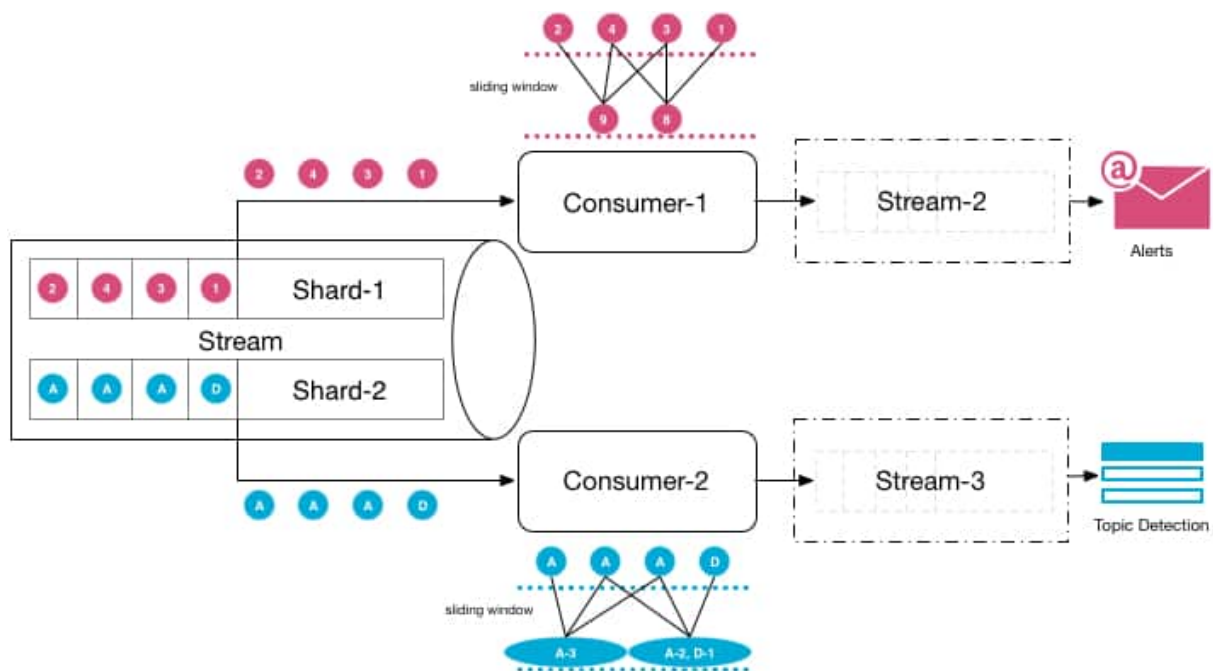 2 4 3 1
sliding window
9 8
2 4 3 1
Consumer-1
Stream-2
@
Alerts
2 4 3 1 Shard-1
Stream
A A A D Shard-2
Consumer-2
Stream-3
A A A D
Topic Detection
A A A D
sliding window
A-3 A-2, D-1